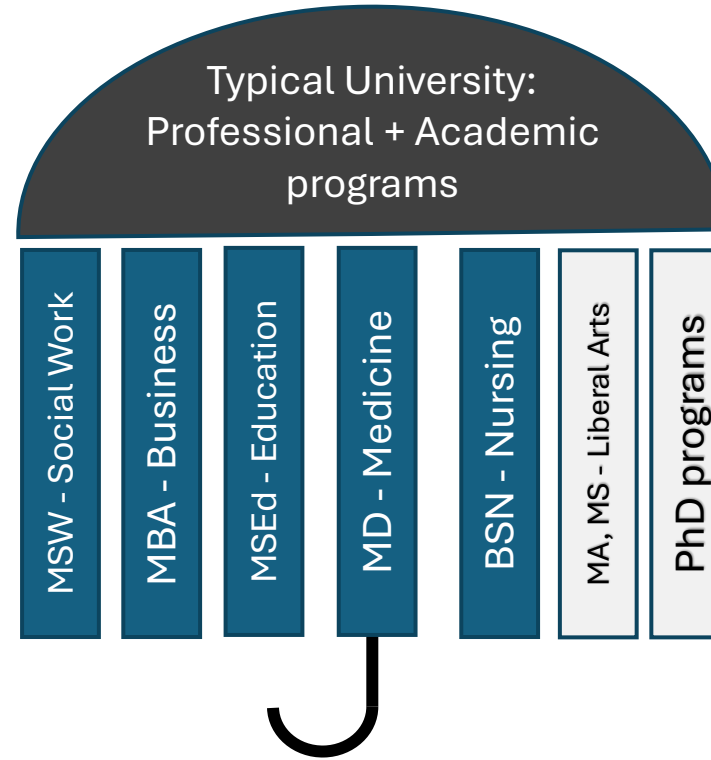 Typical University:
Professional + Academic
programs
MSW - Social Work
MBA - Business
MSEd - Education
MD - Medicine
BSN - Nursing
MA, MS - Liberal Arts
PhD programs